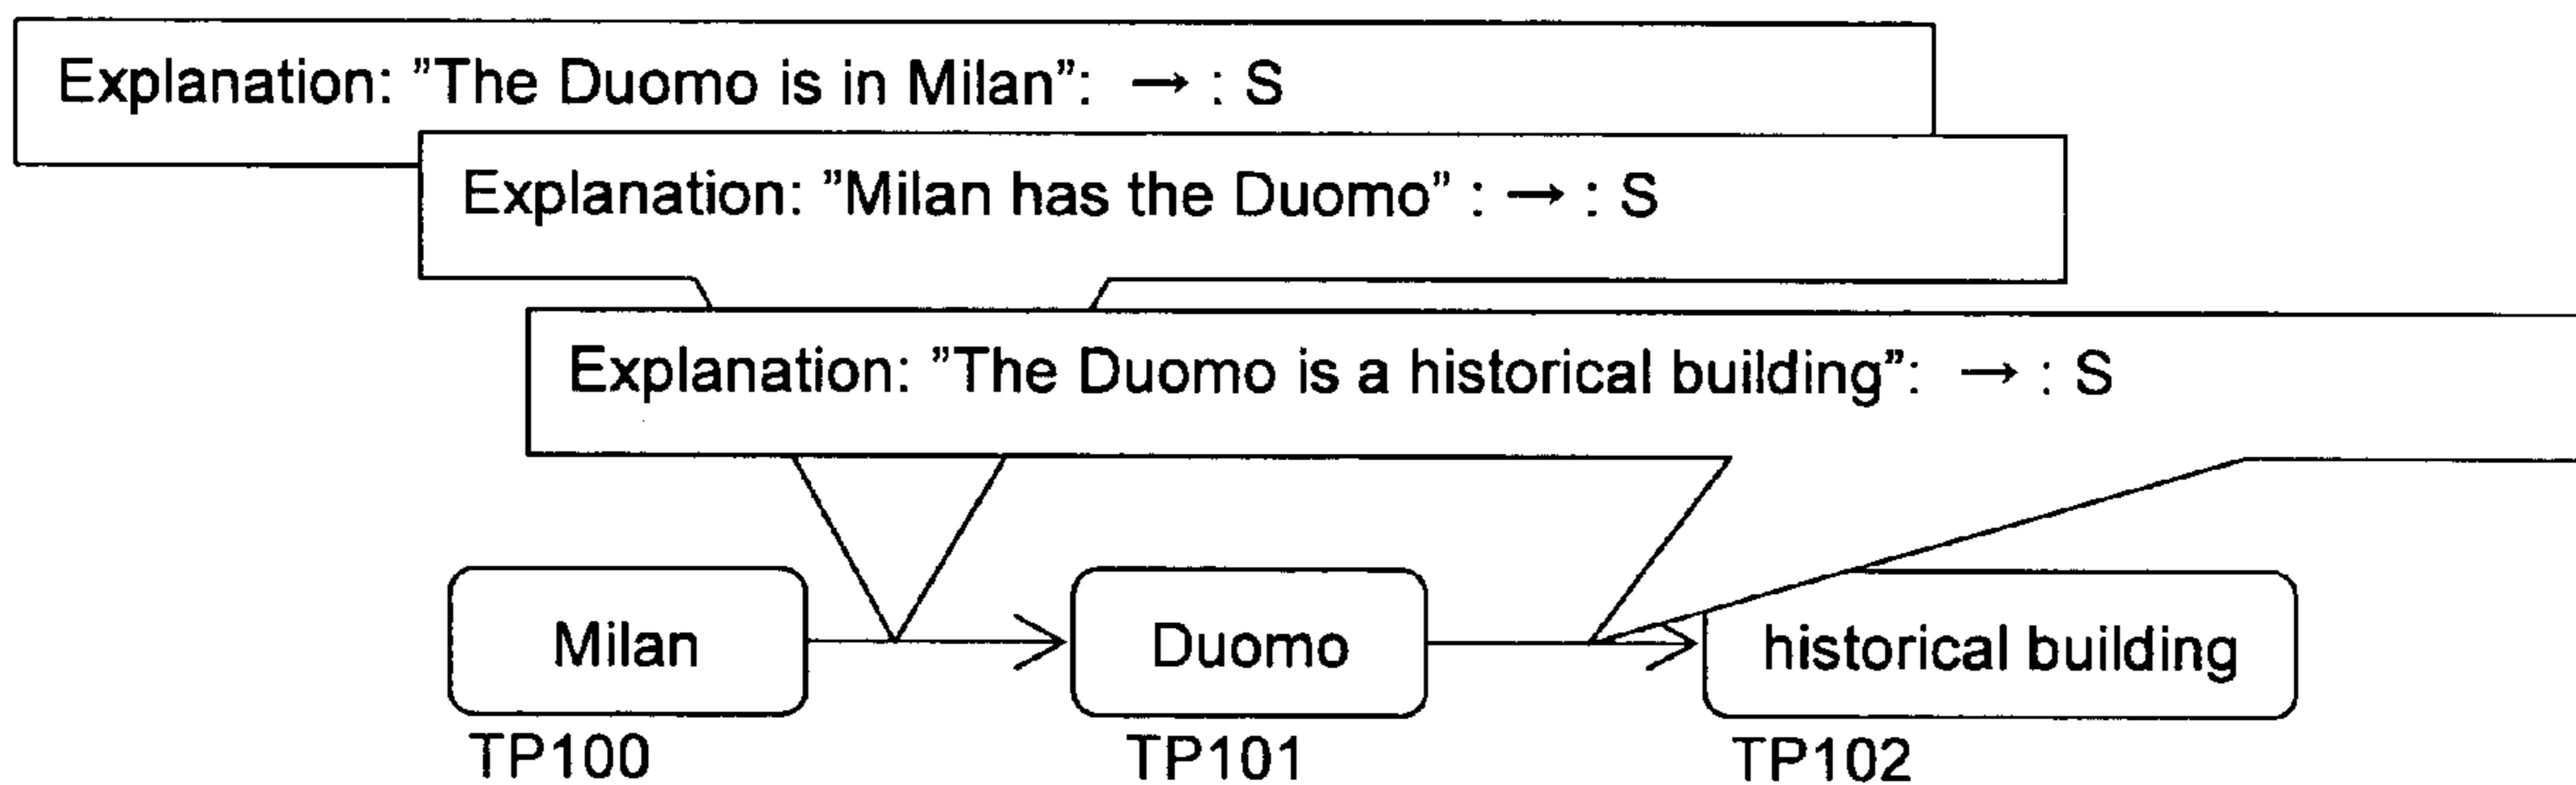 Explanation: ”The Duomo is in Milan”: → : S
Explanation: ”Milan has the Duomo” : → : S
Explanation: ”The Duomo is a historical building”: → : S
Milan
Duomo
historical building
TP100
TP101
TP102